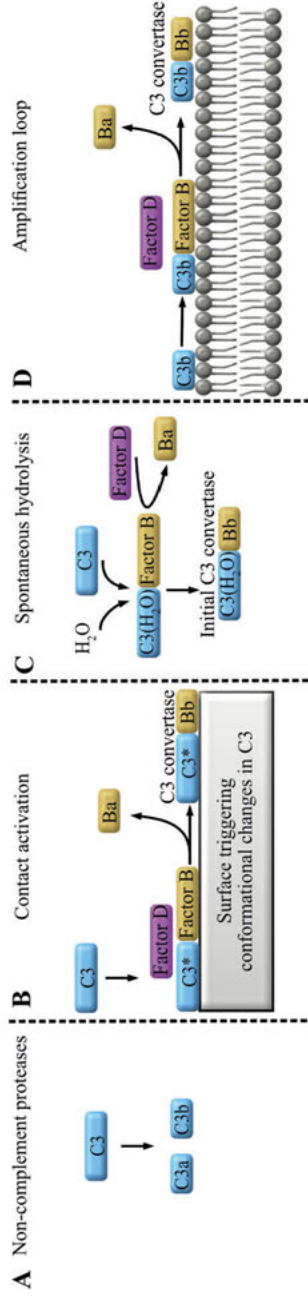 A Non-complement proteases
C3
C3a
C3b
B Contact activation
C3
Factor D
C3*
Factor B
Ba
C3 convertase
C3*
Bb
Surface triggering
conformational changes in C3
C Spontaneous hydrolysis
H₂O
C3
C3(H₂O)
Factor B
Factor D
Ba
Initial C3 convertase
C3(H₂O)
Bb
D Amplification loop
C3b
Factor D
C3b
Factor B
Ba
C3 convertase
C3b
Bb